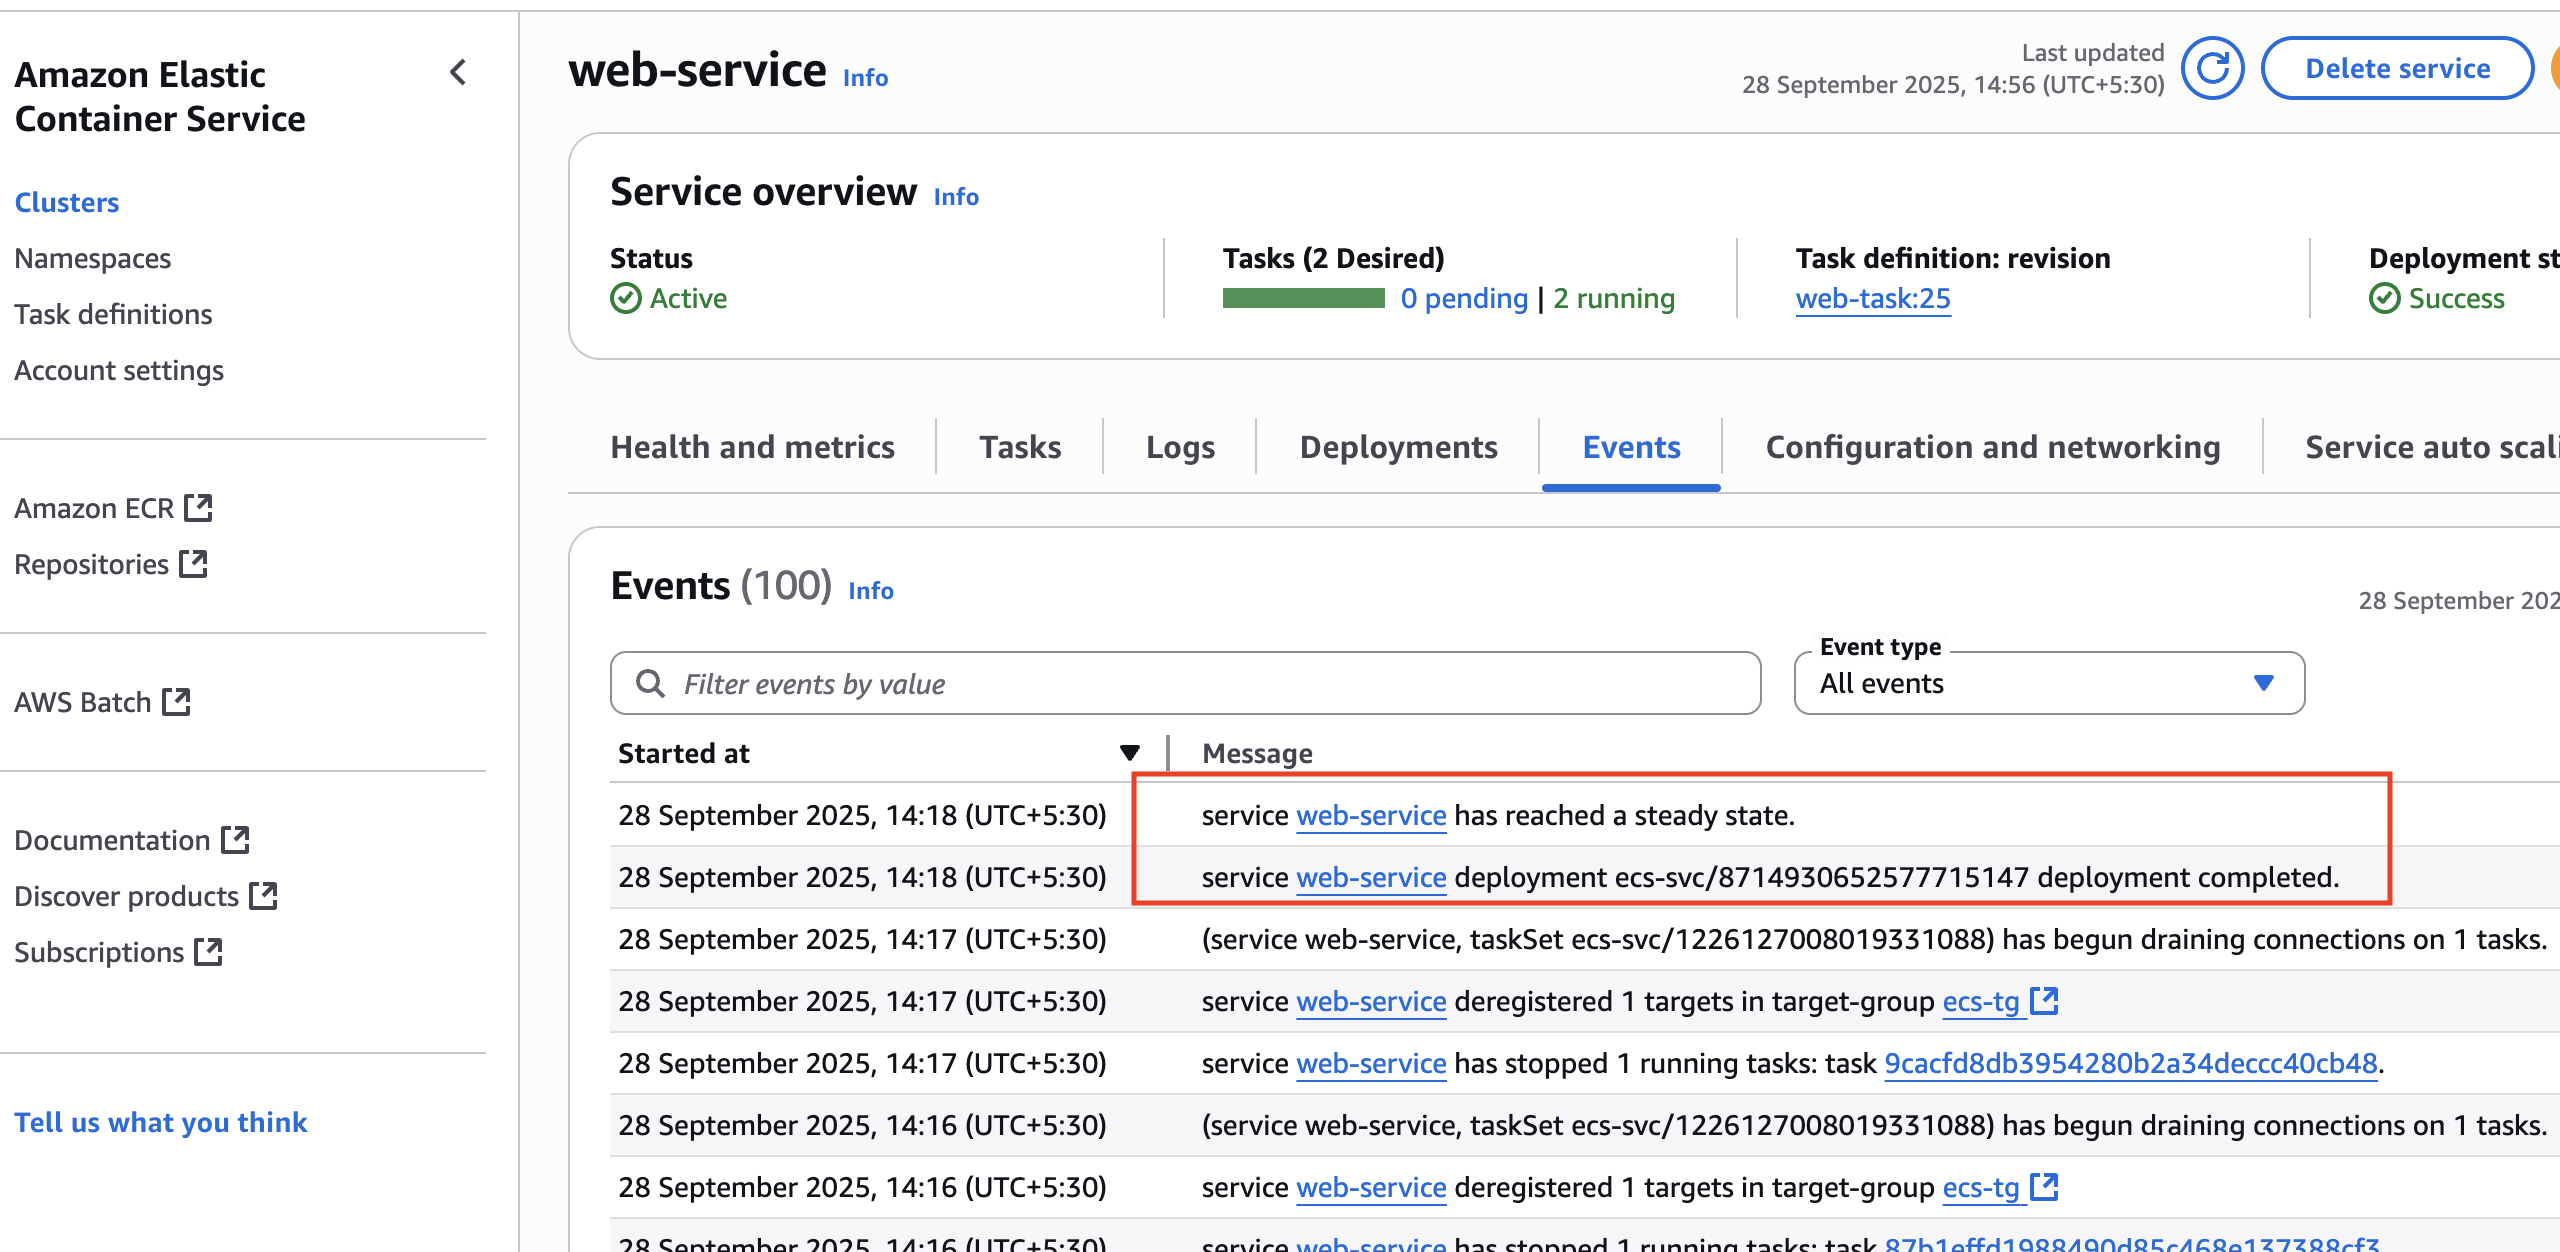 Amazon Elastic
Container Service
Clusters
Namespaces
Task definitions
Account settings
Amazon ECR
Repositories
AWS Batch
Documentation
Discover products
Subscriptions
Tell us what you think
web-service Info
Last updated
28 September 2025, 14:56 (UTC+5:30)
Delete service
Service overview Info
Status
Active
Tasks (2 Desired)
0 pending | 2 running
Task definition: revision
web-task:25
Deployment st
Success
Health and metrics Tasks Logs Deployments Events Configuration and networking Service auto scali
Events (100) Info
28 September 202
Filter events by value
Event type
All events
Started at Message
28 September 2025, 14:18 (UTC+5:30) service web-service has reached a steady state.
28 September 2025, 14:18 (UTC+5:30) service web-service deployment ecs-svc/8714930652577715147 deployment completed.
28 September 2025, 14:17 (UTC+5:30) (service web-service, taskSet ecs-svc/1226127008019331088) has begun draining connections on 1 tasks.
28 September 2025, 14:17 (UTC+5:30) service web-service deregistered 1 targets in target-group ecs-tg
28 September 2025, 14:17 (UTC+5:30) service web-service has stopped 1 running tasks: task 9cacfd8db3954280b2a34deccc40cb48.
28 September 2025, 14:16 (UTC+5:30) (service web-service, taskSet ecs-svc/1226127008019331088) has begun draining connections on 1 tasks.
28 September 2025, 14:16 (UTC+5:30) service web-service deregistered 1 targets in target-group ecs-tg
28 September 2025, 14:16 (UTC+5:30) service web-service has stopped 1 running tasks: task 87b1effd1988490d85c468e137388cf3